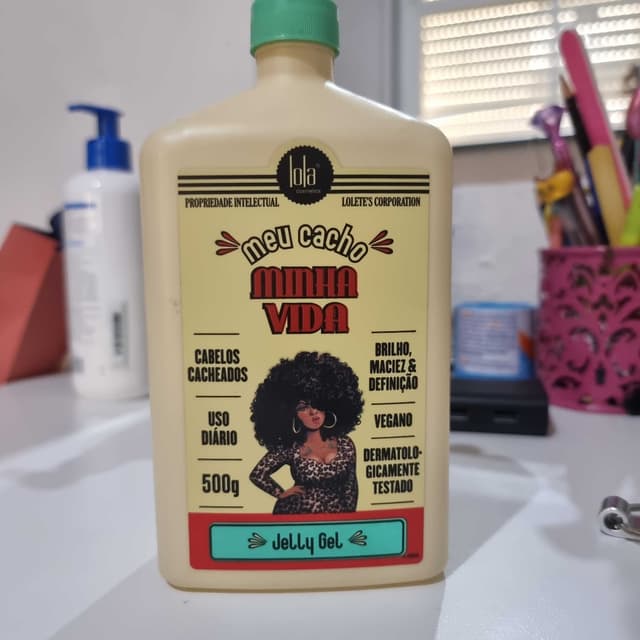 lola
cosmetics
PROPRIEDADE INTELECTUAL
LOLETE'S CORPORATION
meu cacho
MINHA
VIDA
CABELOS
CACHEADOS
USO
DIÁRIO
500g
BRILHO,
MACIEZ &
DEFINIÇÃO
VEGANO
DERMATOLO-
GICAMENTE
TESTADO
Jelly Gel